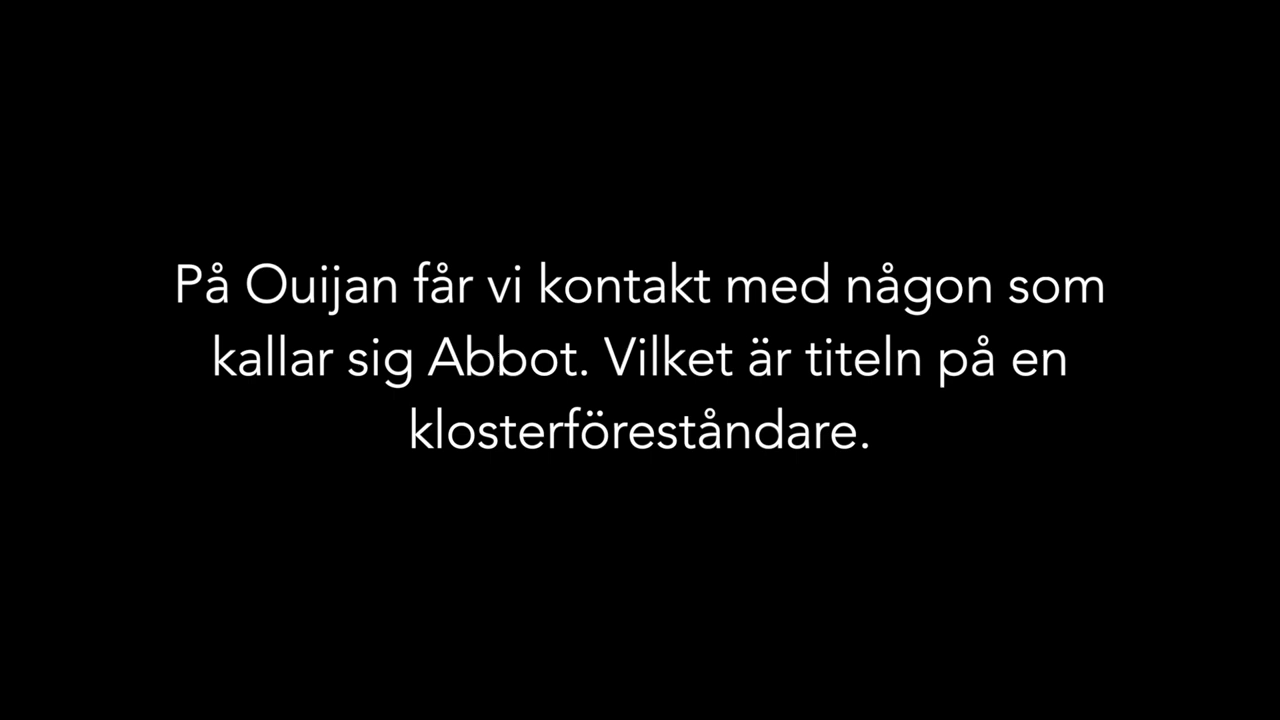 På Ouijan får vi kontakt med någon som
kallar sig Abbot. Vilket är titeln på en
klosterföreståndare.